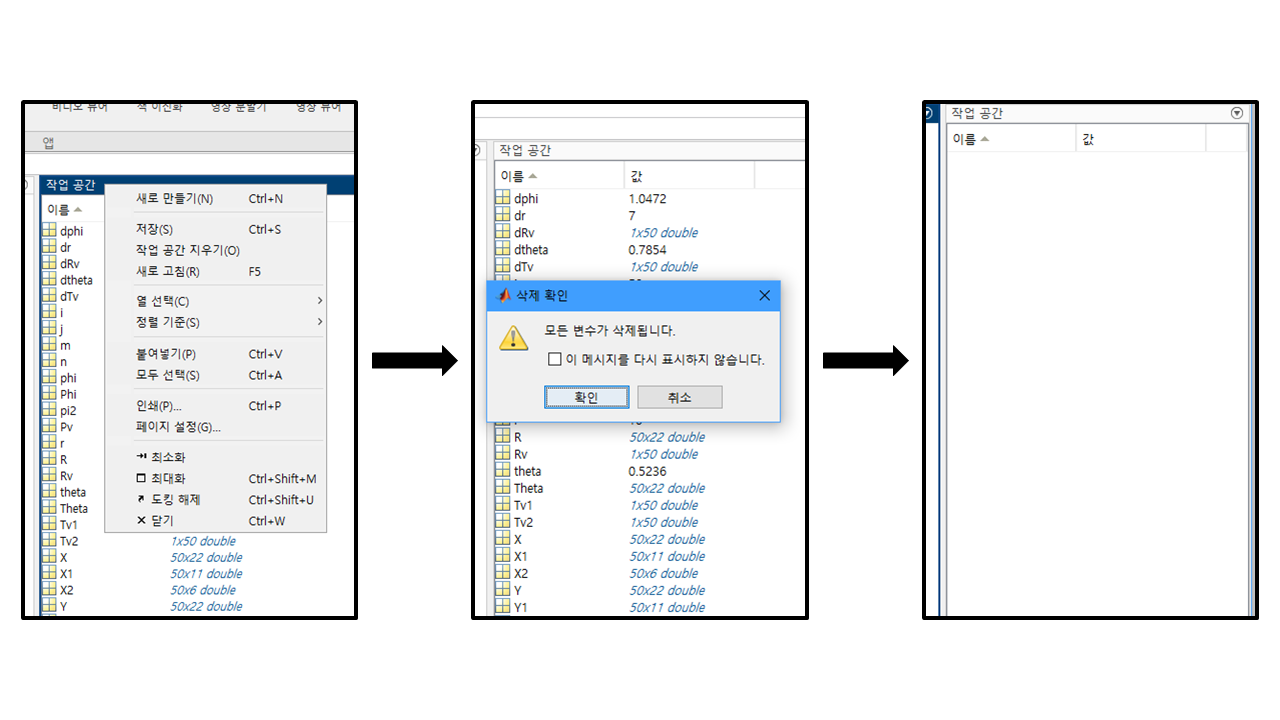 비디오 뷰어 색 이진화 영상 분할기 영상 뷰어
앱
작업 공간
이름
새로 만들기(N) Ctrl+N
저장(S) Ctrl+S
작업 공간 지우기(O)
새로 고침(R) F5
열 선택(C)
정렬 기준(S)
붙여넣기(P) Ctrl+V
모두 선택(S) Ctrl+A
인쇄(P)... Ctrl+P
페이지 설정(G)...
최소화
최대화 Ctrl+Shift+M
도킹 해제 Ctrl+Shift+U
닫기 Ctrl+W
dphi
dr
dRv
dtheta
dTv
i
j
m
n
phi
Phi
pi2
Pv
r
R
Rv
theta
Theta
Tv1
Tv2 1x50 double
X 50x22 double
X1 50x11 double
X2 50x6 double
Y 50x22 double
작업 공간
이름 값
dphi 1.0472
dr 7
dRv 1x50 double
dtheta 0.7854
dTv 1x50 double
삭제 확인
모든 변수가 삭제됩니다.
이 메시지를 다시 표시하지 않습니다.
확인 취소
R 50x22 double
Rv 1x50 double
theta 0.5236
Theta 50x22 double
Tv1 1x50 double
Tv2 1x50 double
X 50x22 double
X1 50x11 double
X2 50x6 double
Y 50x22 double
Y1 50x11 double
작업 공간
이름 값